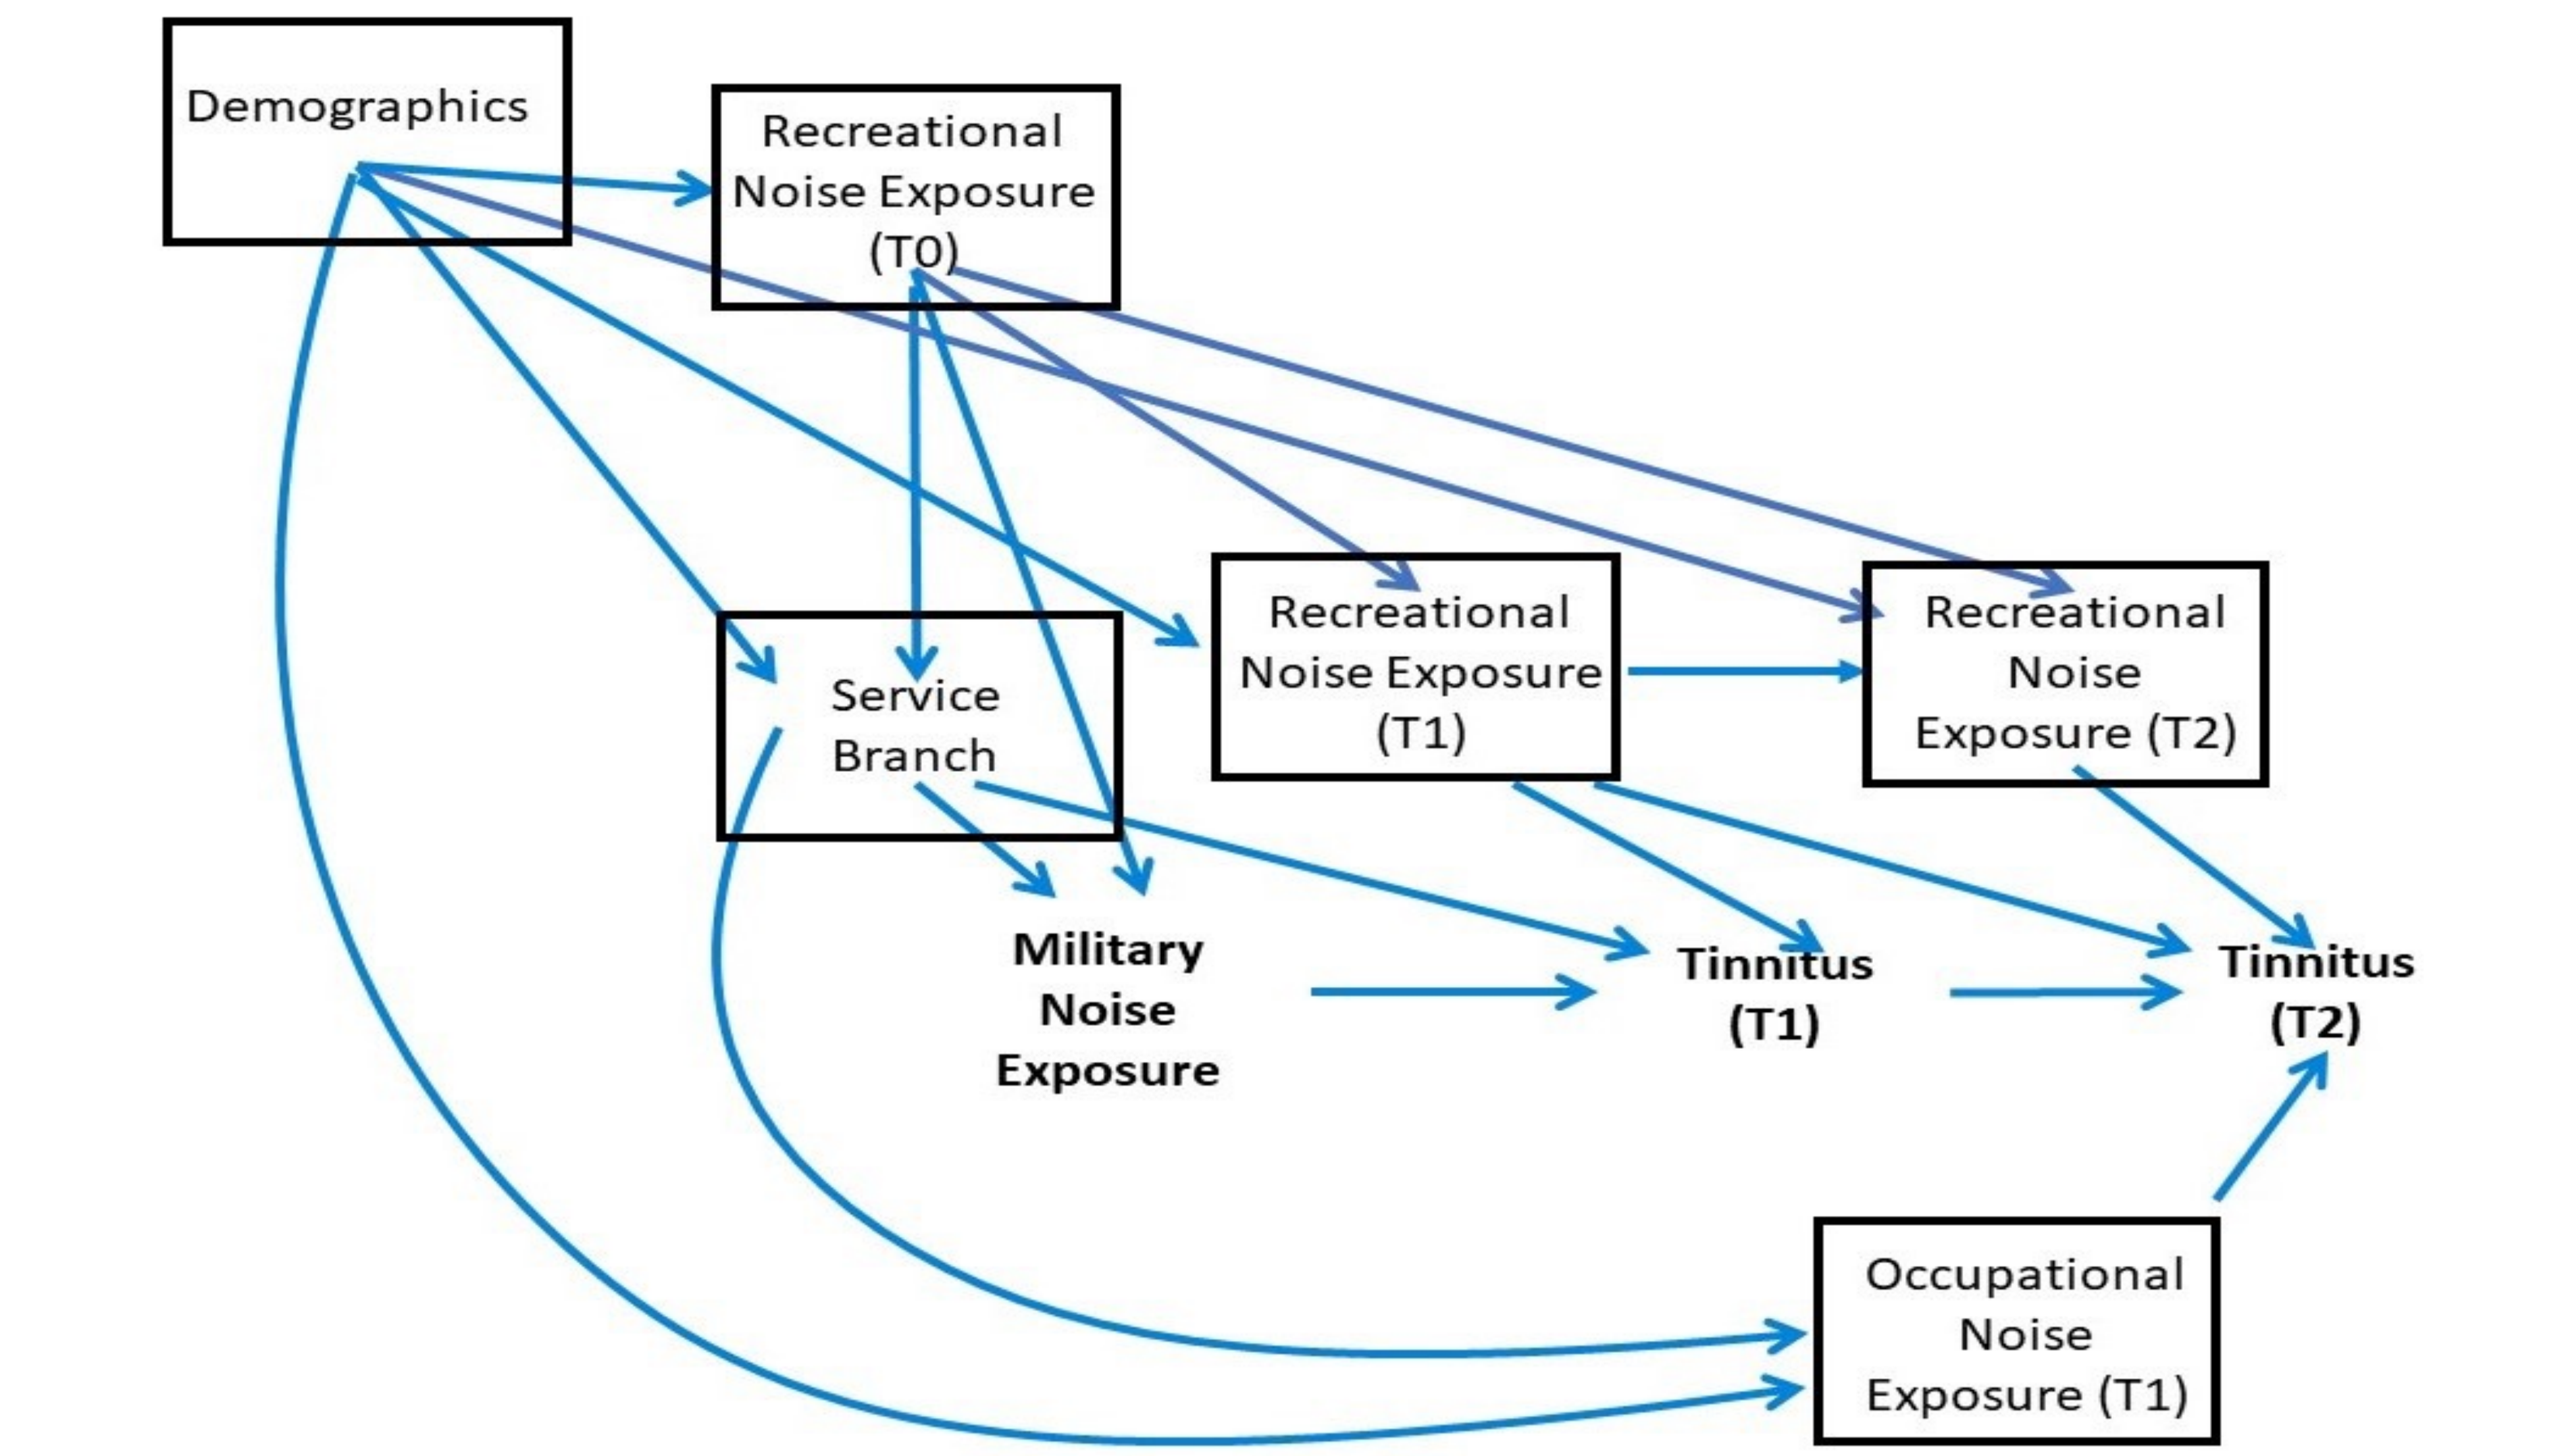 Demographics
Recreational
Noise Exposure
(T0)
Recreational
Noise Exposure
(T1)
Recreational
Noise
Exposure (T2)
Service
Branch
Military
Noise
Exposure
Tinnitus
(T1)
Tinnitus
(T2)
Occupational
Noise
Exposure (T1)